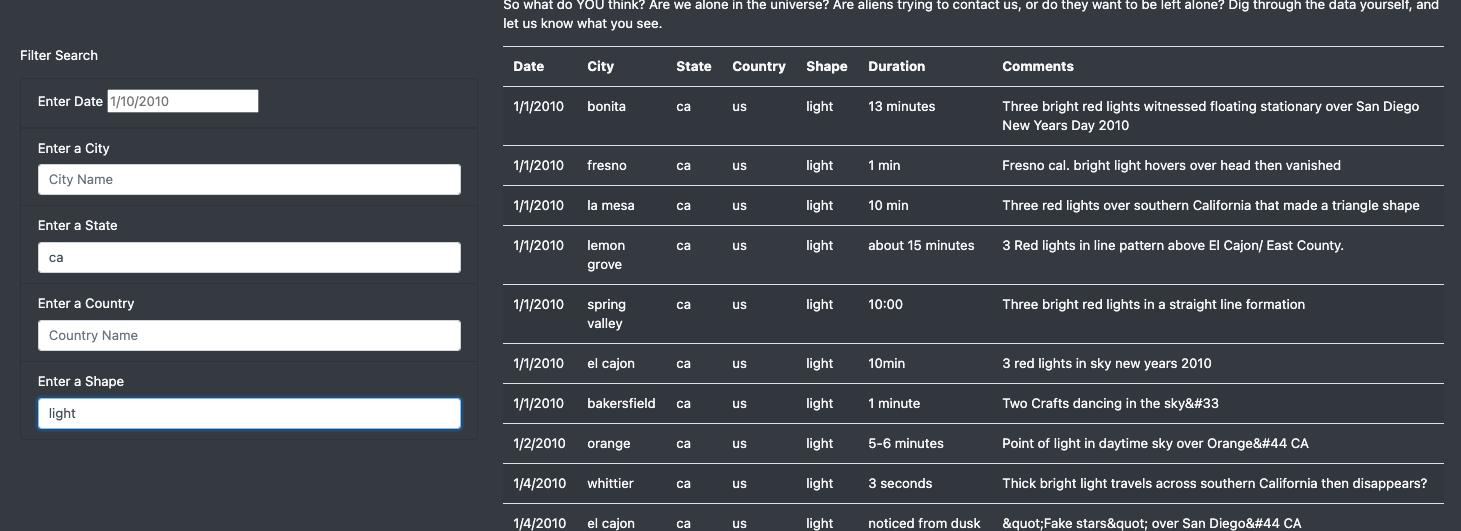 So what do YOU think? Are we alone in the universe? Are aliens trying to contact us, or do they want to be left alone? Dig through the data yourself, and
let us know what you see.
Filter Search
Enter Date 1/10/2010
Enter a City
City Name
Enter a State
ca
Enter a Country
Country Name
Enter a Shape
light
Date City State Country Shape Duration Comments
1/1/2010 bonita ca us light 13 minutes Three bright red lights witnessed floating stationary over San Diego
New Years Day 2010
1/1/2010 fresno ca us light 1 min Fresno cal. bright light hovers over head then vanished
1/1/2010 la mesa ca us light 10 min Three red lights over southern California that made a triangle shape
1/1/2010 lemon ca us light about 15 minutes 3 Red lights in line pattern above El Cajon/ East County.
grove
1/1/2010 spring ca us light 10:00 Three bright red lights in a straight line formation
valley
1/1/2010 el cajon ca us light 10min 3 red lights in sky new years 2010
1/1/2010 bakersfield ca us light 1 minute Two Crafts dancing in the sky&#33
1/2/2010 orange ca us light 5-6 minutes Point of light in daytime sky over Orange&#44 CA
1/4/2010 whittier ca us light 3 seconds Thick bright light travels across southern California then disappears?
1/4/2010 el cajon ca us light noticed from dusk &quot;Fake stars&quot; over San Diego&#44 CA